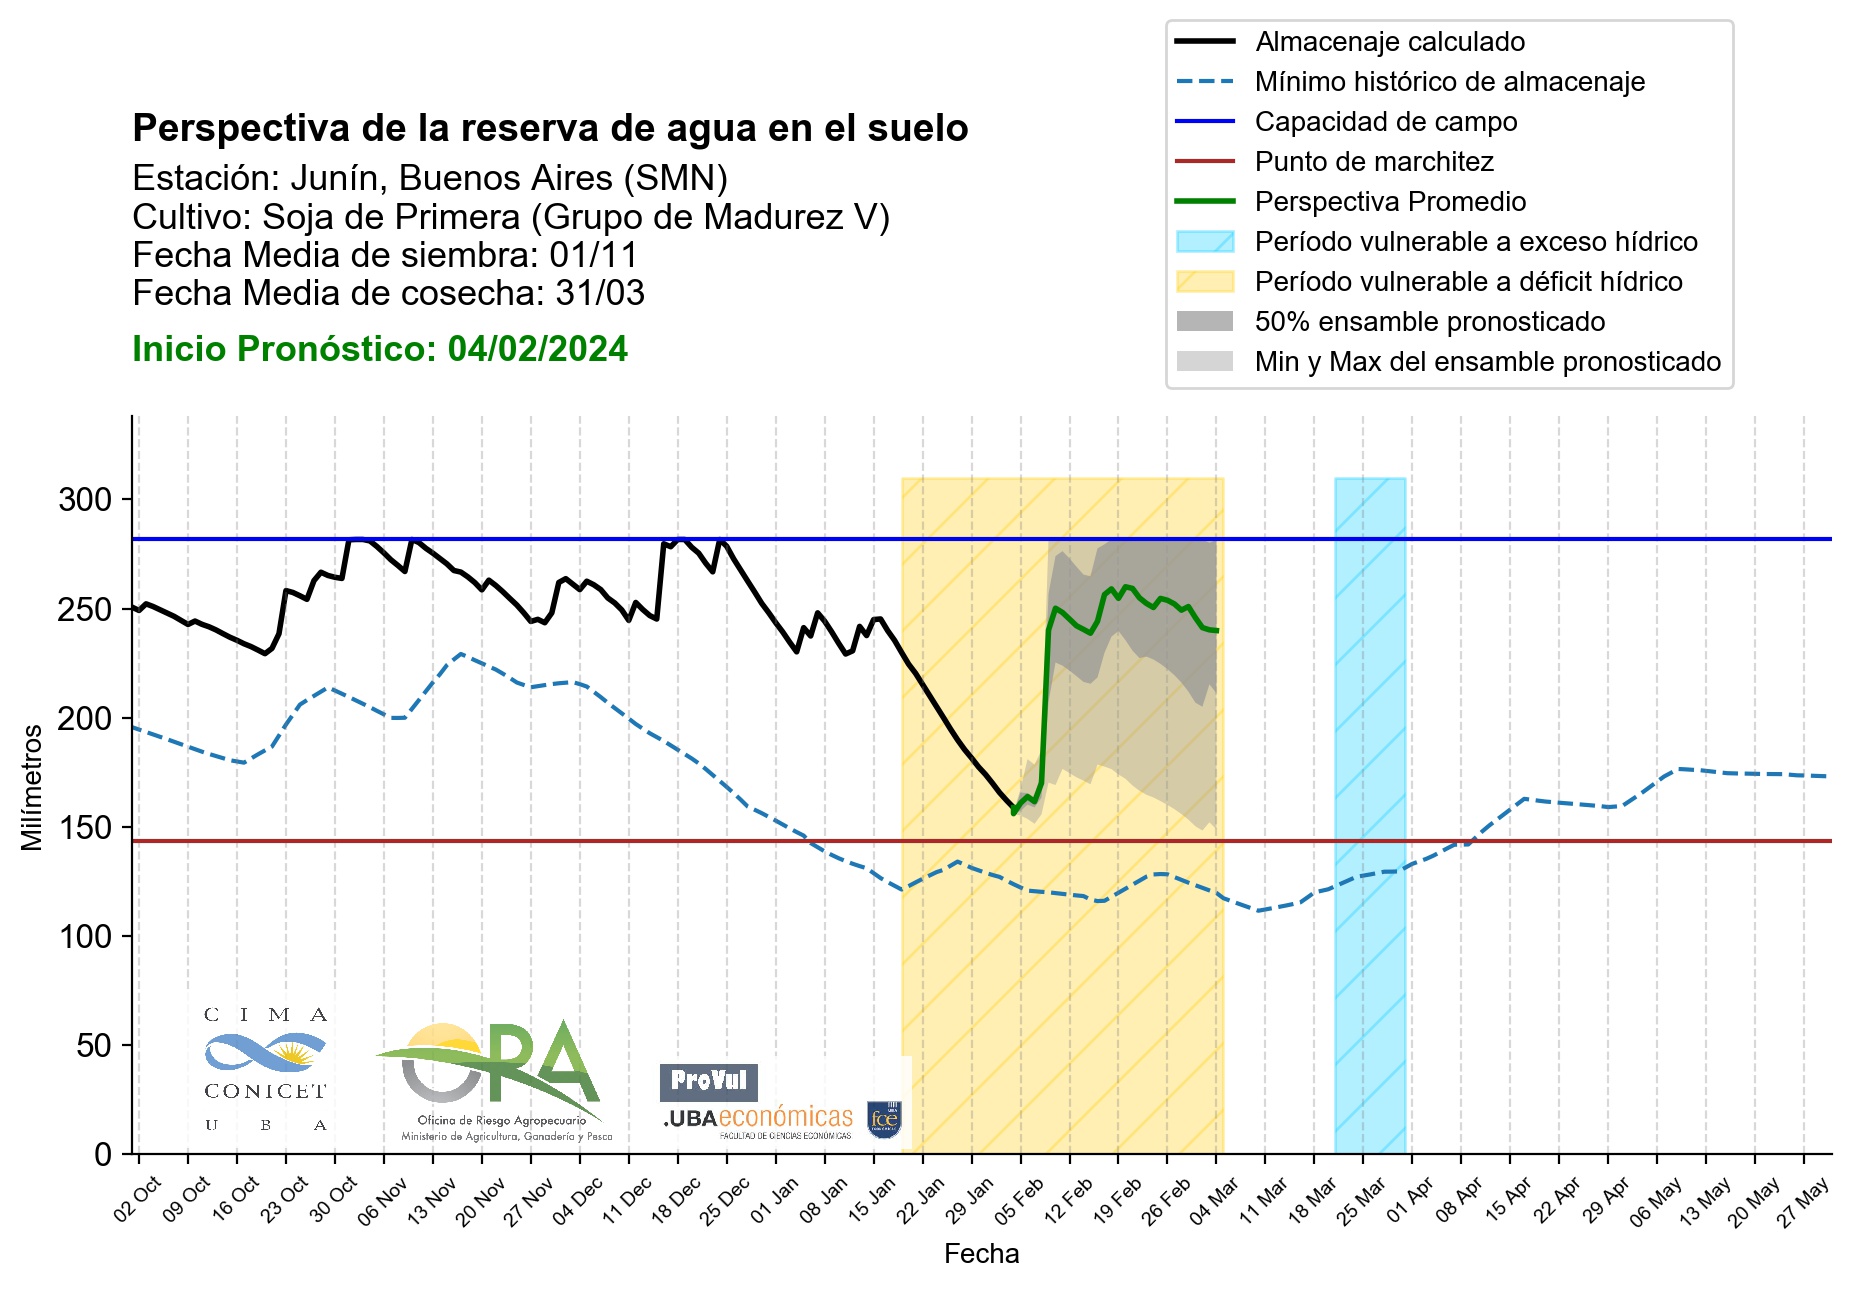 Almacenaje calculado
Mínimo histórico de almacenaje
Capacidad de campo
Punto de marchitez
Perspectiva Promedio
Período vulnerable a exceso hídrico
Período vulnerable a déficit hídrico
50% ensamble pronosticado
Min y Max del ensamble pronosticado
Perspectiva de la reserva de agua en el suelo
Estación: Junín, Buenos Aires (SMN)
Cultivo: Soja de Primera (Grupo de Madurez V)
Fecha Media de siembra: 01/11
Fecha Media de cosecha: 31/03
Inicio Pronóstico: 04/02/2024
Milímetros
300
250
200
150
100
50
0
CIMA
CONICET
UBA
ORA
Oficina de Riesgo Agropecuario
Ministerio de Agricultura, Ganadería y Pesca
ProVul
.UBAeconómicas
FACULTAD DE CIENCIAS ECONÓMICAS
UBA
fce
02 Oct
09 Oct
16 Oct
23 Oct
30 Oct
06 Nov
13 Nov
20 Nov
27 Nov
04 Dec
11 Dec
18 Dec
25 Dec
01 Jan
08 Jan
15 Jan
22 Jan
29 Jan
05 Feb
12 Feb
19 Feb
26 Feb
04 Mar
11 Mar
18 Mar
25 Mar
01 Apr
08 Apr
15 Apr
22 Apr
29 Apr
06 May
13 May
20 May
27 May
Fecha